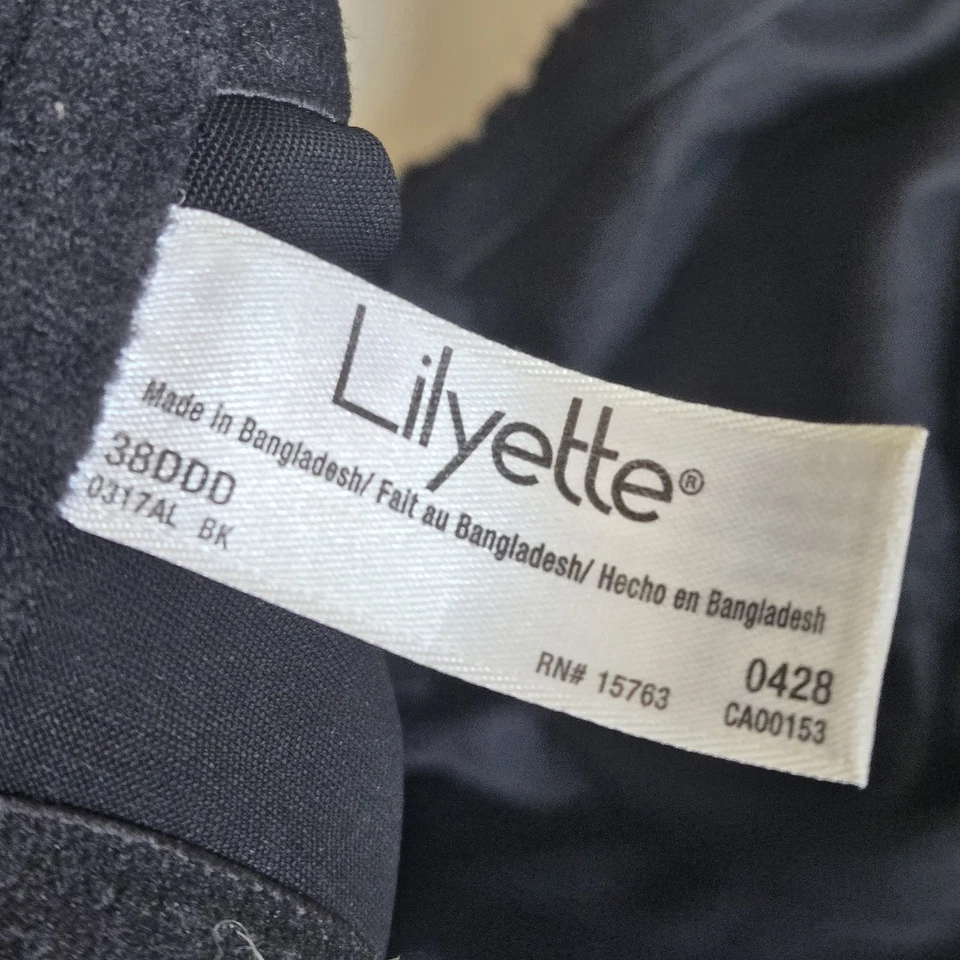 Lilyette®
Made in Bangladesh/ Fait au Bangladesh/ Hecho en Bangladesh
38DDD
0317AL BK
0428
RN# 15763 CA00153